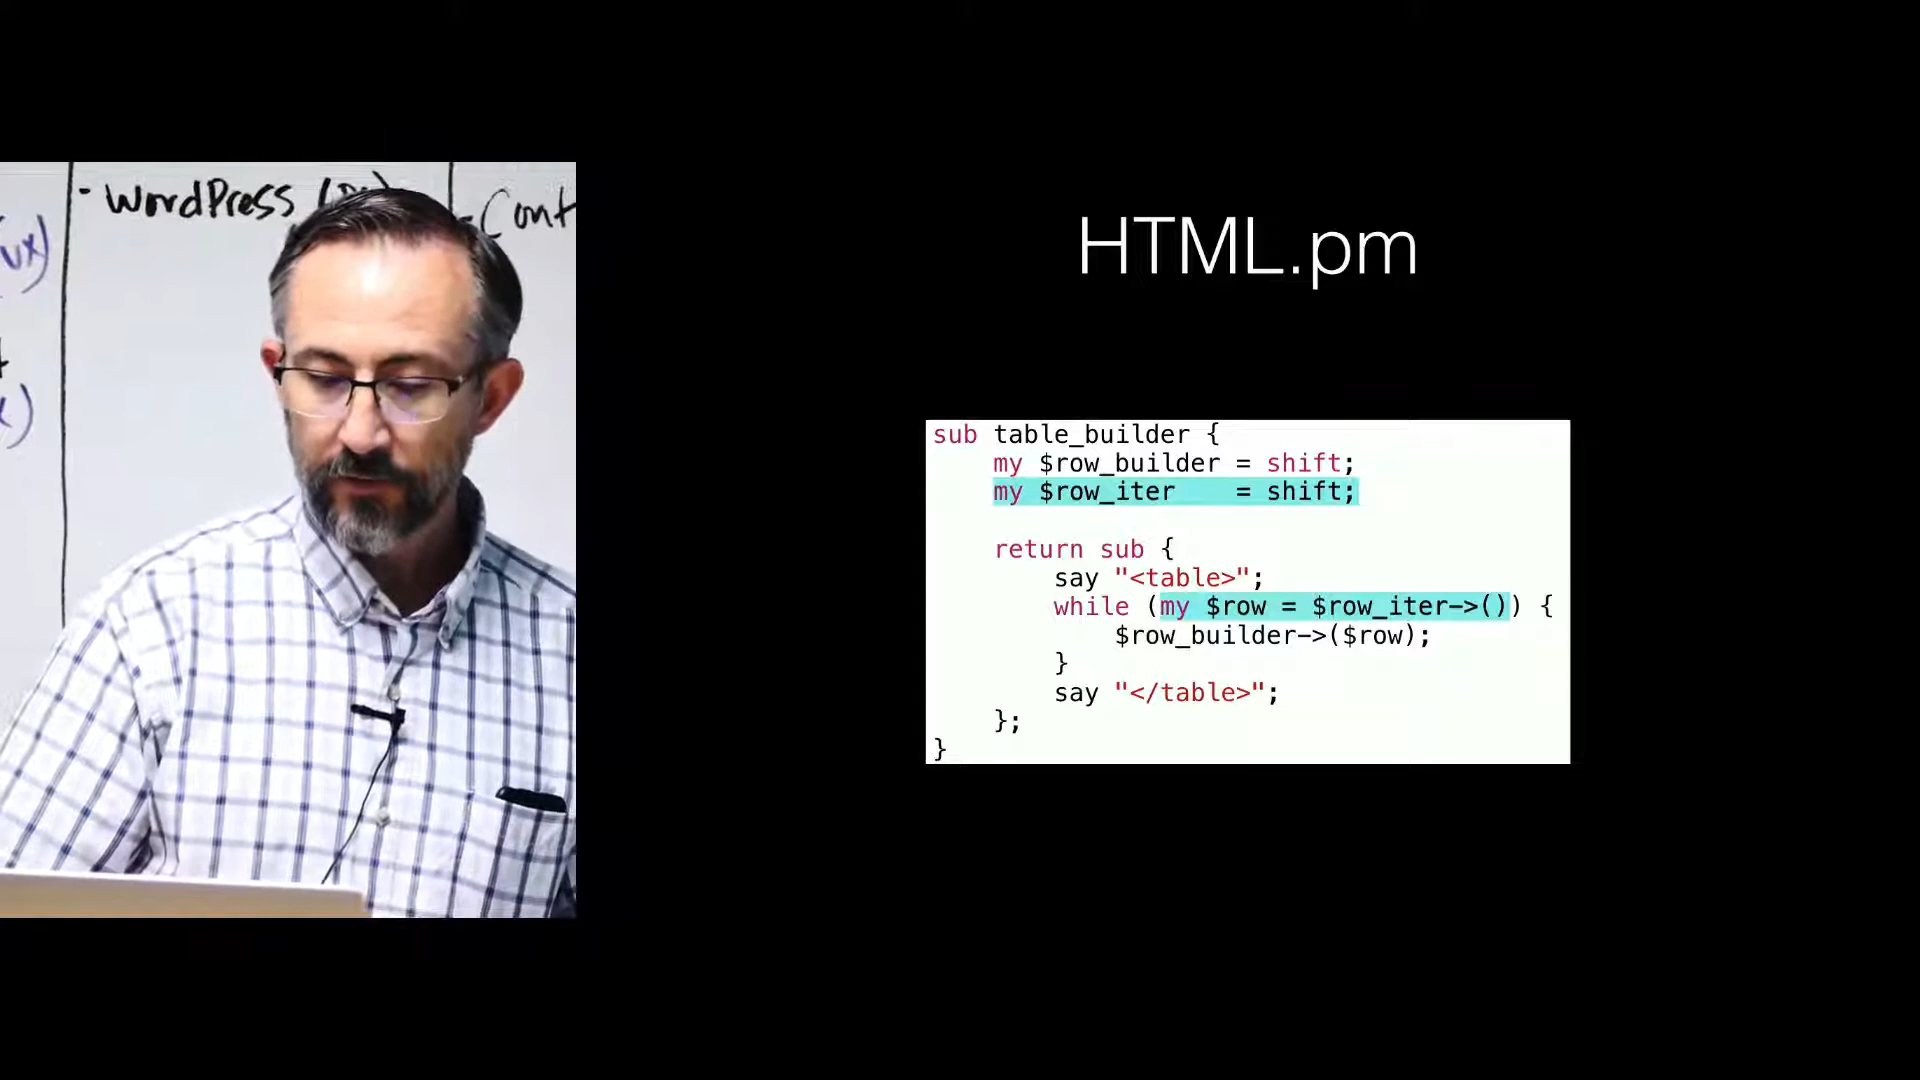 · WordPress
- Cont
ux)
HTML.pm
sub table_builder {
    my $row_builder = shift;
    my $row_iter    = shift;

    return sub {
        say "<table>";
        while (my $row = $row_iter->()) {
            $row_builder->($row);
        }
        say "</table>";
    };
}